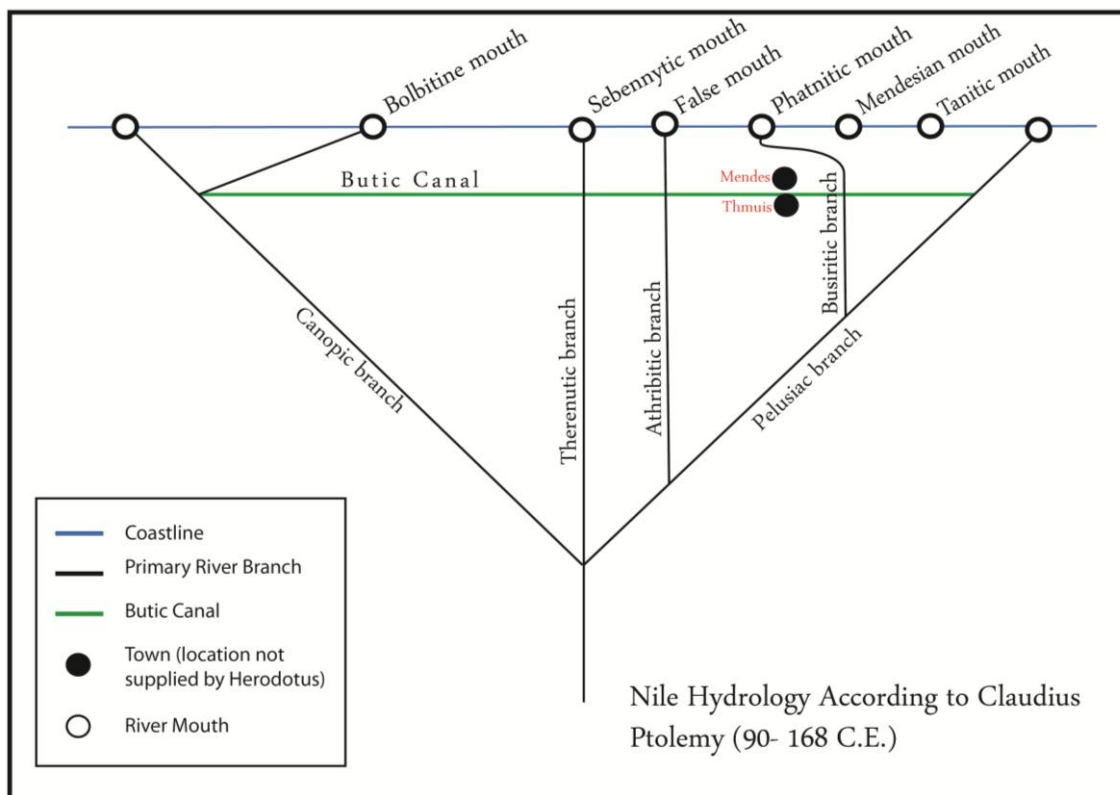 Bolbitine mouth
Sebennytic mouth
False mouth
Phatnitic mouth
Mendesian mouth
Tanitic mouth
Butic Canal
Mendes
Thmuis
Canopic branch
Therenutic branch
Athribitic branch
Busiritic branch
Pelusiac branch
Coastline
Primary River Branch
Butic Canal
Town (location not
supplied by Herodotus)
River Mouth
Nile Hydrology According to Claudius
Ptolemy (90- 168 C.E.)